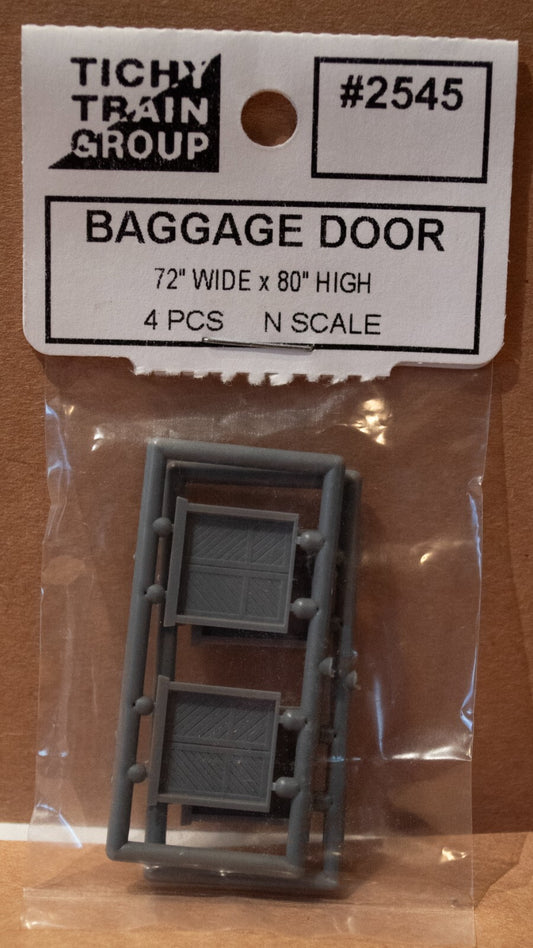 TICHY
TRAIN
GROUP
#2545
BAGGAGE DOOR
72" WIDE x 80" HIGH
4 PCS N SCALE